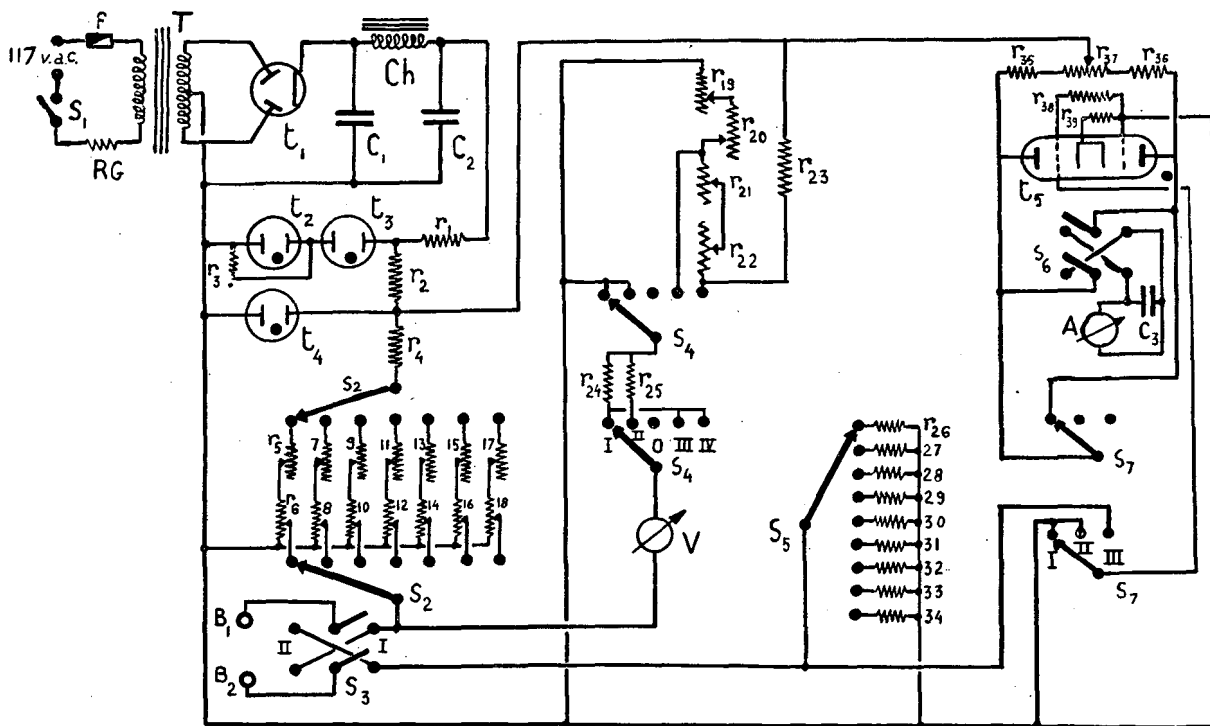 F
T
117 v.a.c.
S1
RG
t1
Ch
C1
C2
t2
t3
r1
r3
r2
t4
r4
S2
r5 7 9 11 13 15 17
r6 8 10 12 14 16 18
S2
B1
II
I
B2
S3
r19
r20
r21
r22
r23
S4
r24
r25
I II O III IV
S4
V
S5
r26
27
28
29
30
31
32
33
34
r35
r37
r36
r38
r39
t5
S6
A
C3
S7
I II III
S7